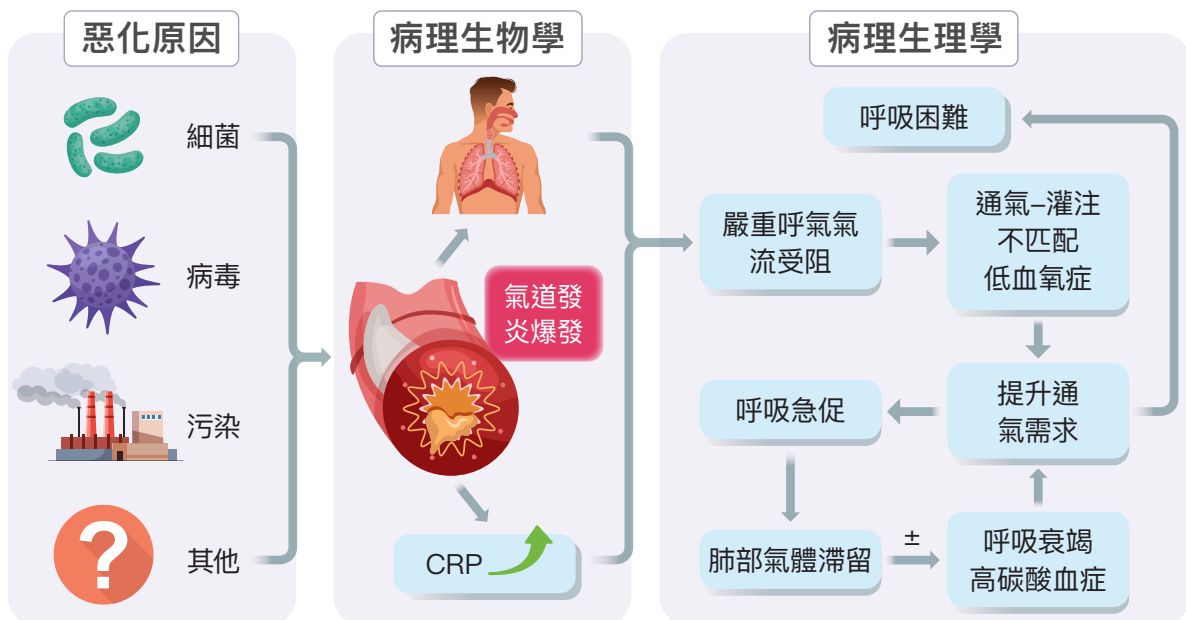 惡化原因
細菌
病毒
污染
其他
病理生物學
氣道發
炎爆發
CRP
病理生理學
呼吸困難
嚴重呼氣氣
流受阻
通氣–灌注
不匹配
低血氧症
提升通
氣需求
呼吸急促
肺部氣體滯留
±
呼吸衰竭
高碳酸血症